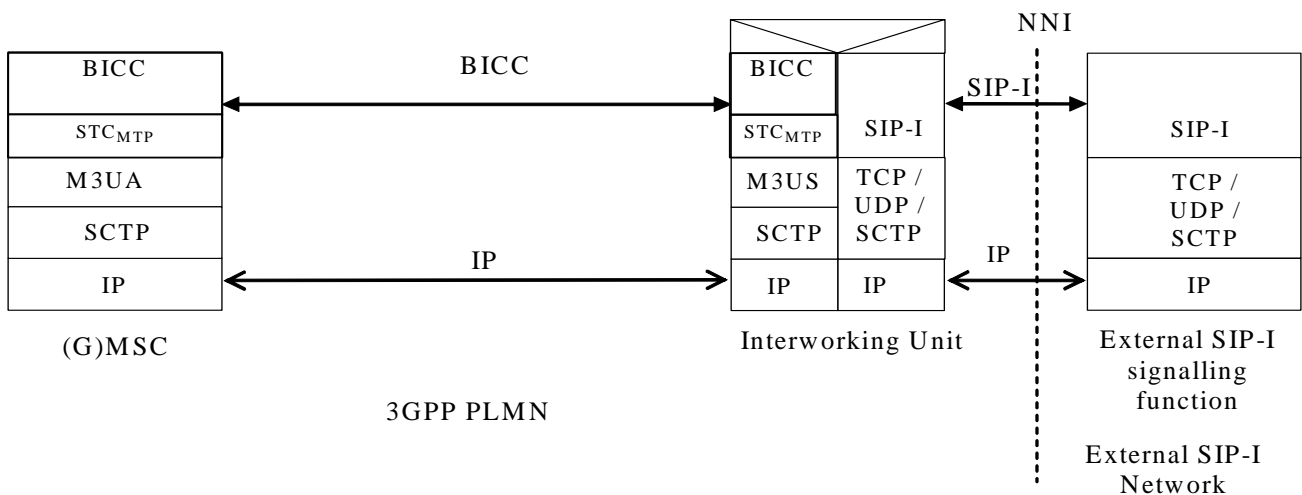 NNI
BICC
STCMTP
M3UA
SCTP
IP
(G)MSC
BICC
IP
3GPP PLMN
BICC
STCMTP
M3US
SCTP
IP
SIP-I
TCP /
UDP /
SCTP
IP
Interworking Unit
SIP-I
IP
SIP-I
TCP /
UDP /
SCTP
IP
External SIP-I
signalling
function
External SIP-I
Network